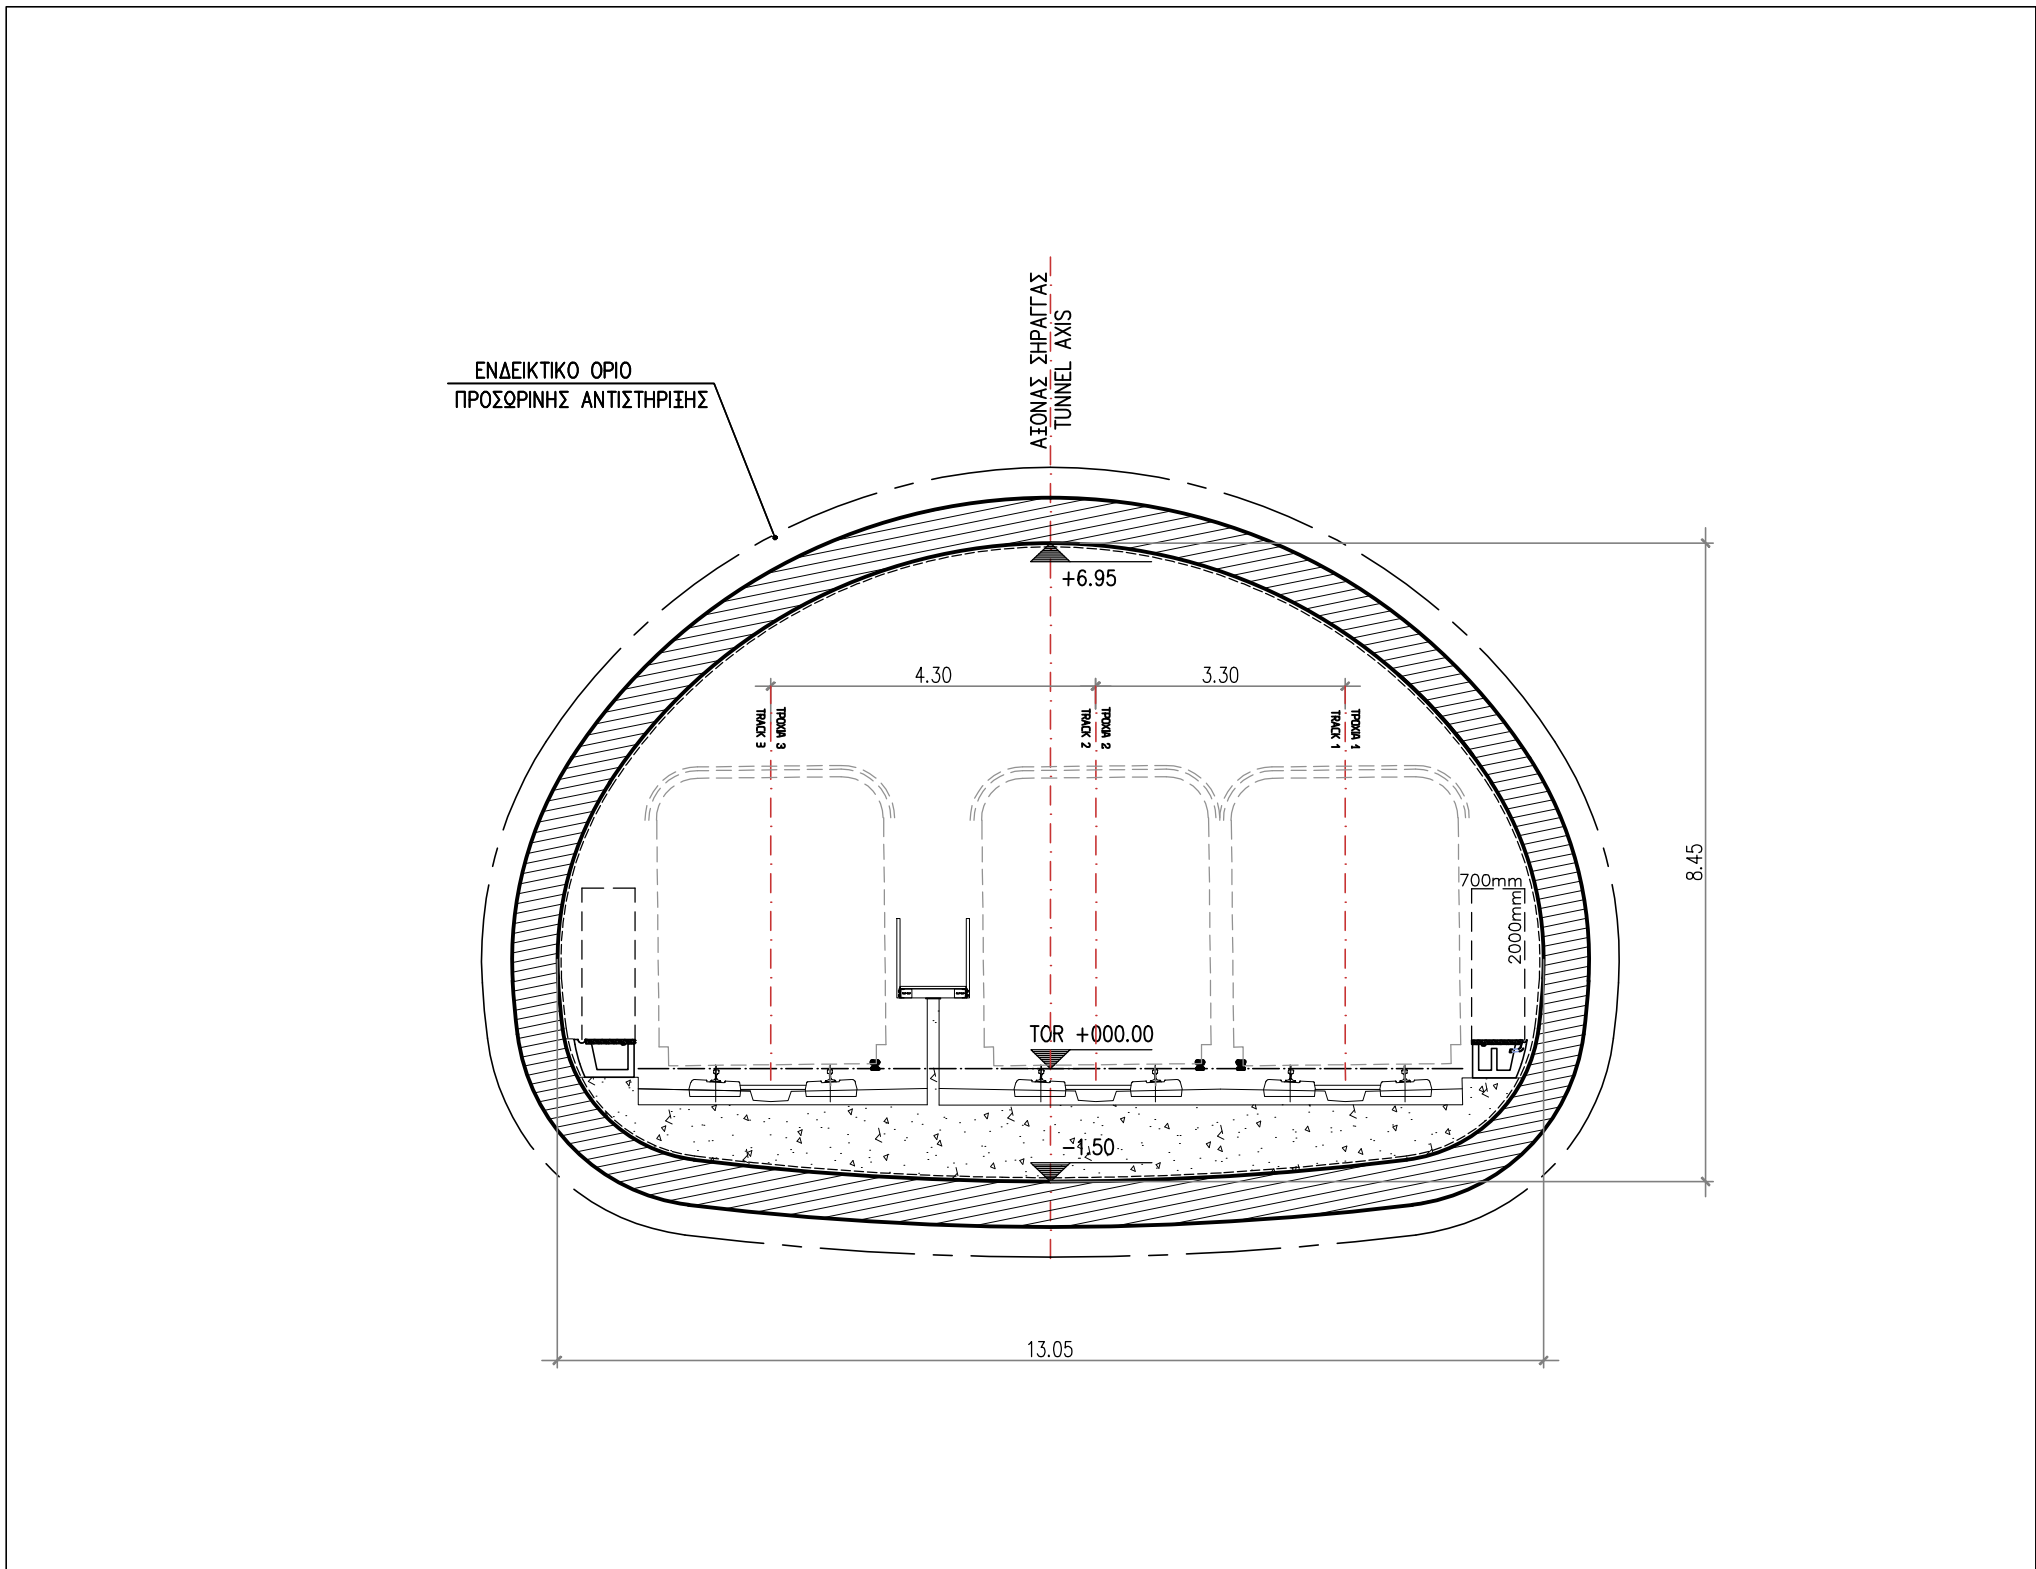 ΑΞΟΝΑΣ ΣΗΡΑΓΓΑΣ
TUNNEL AXIS
ΕΝΔΕΙΚΤΙΚΟ ΟΡΙΟ
ΠΡΟΣΩΡΙΝΗΣ ΑΝΤΙΣΤΗΡΙΞΗΣ
+6.95
4.30
3.30
ΤΡΟΧΙΑ 3
TRACK 3
ΤΡΟΧΙΑ 2
TRACK 2
ΤΡΟΧΙΑ 1
TRACK 1
8.45
700mm
2000mm
TOR +000.00
-1.50
13.05